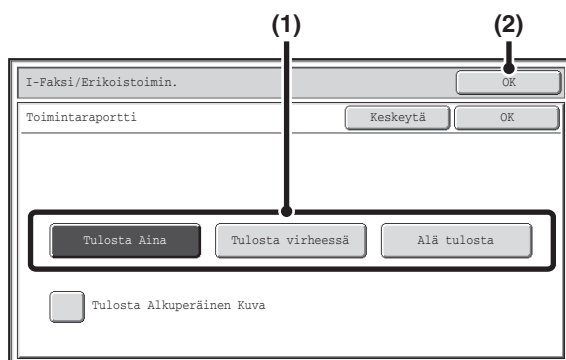 (1) (2)
I-Faksi/Erikoistoimin. OK
Toimintaraportti Keskeytä OK
Tulosta Aina Tulosta virheessä Alä tulosta
Tulosta Alkuperäinen Kuva